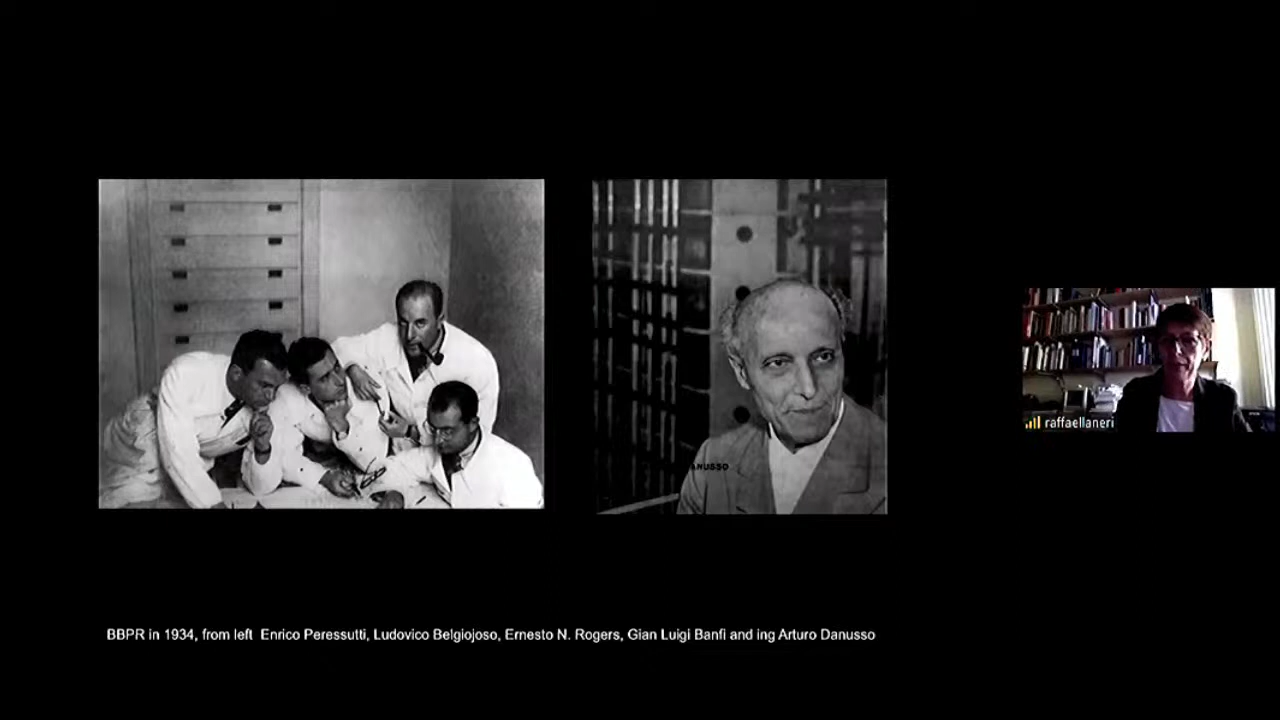 ANUSSO
raffaellaneri
BBPR in 1934, from left Enrico Peressutti, Ludovico Belgiojoso, Ernesto N. Rogers, Gian Luigi Banfi and ing Arturo Danusso